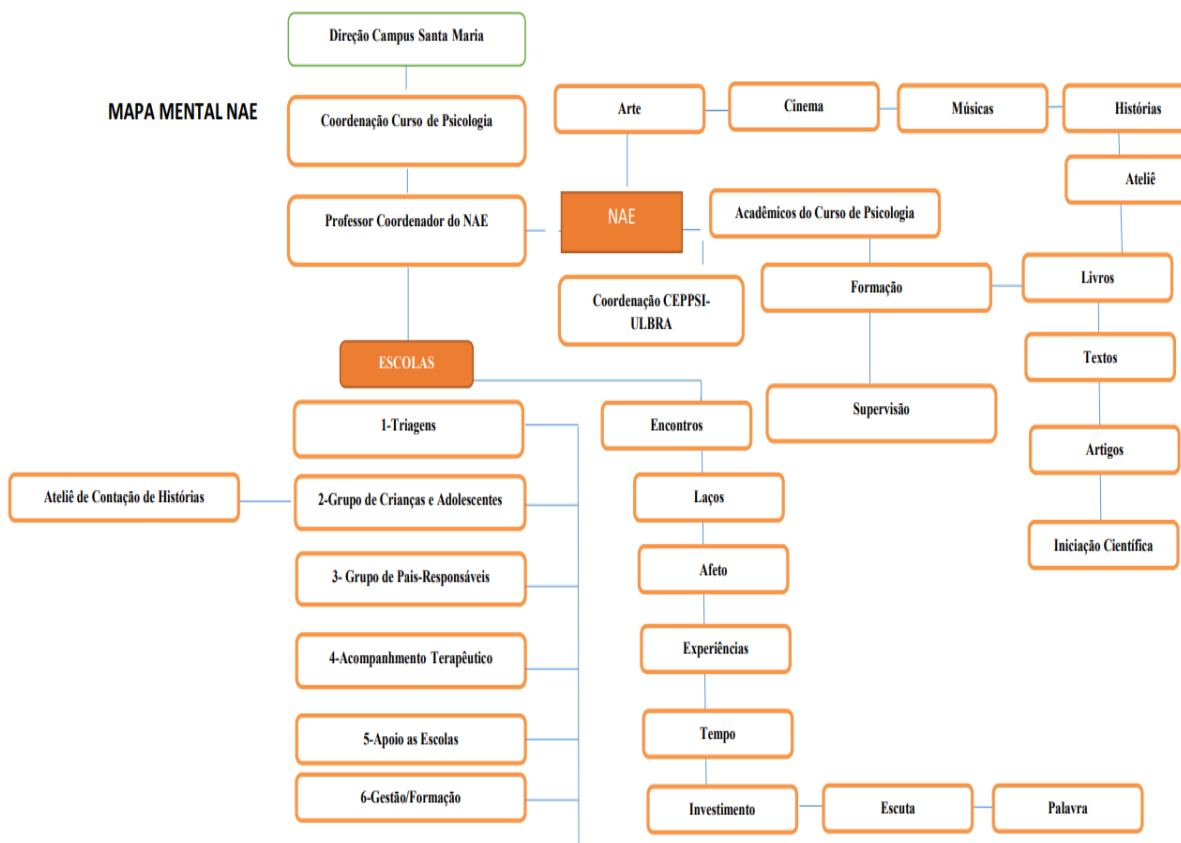 Direção Campus Santa Maria
MAPA MENTAL NAE
Coordenação Curso de Psicologia
Arte
Cinema
Músicas
Histórias
Ateliê
Professor Coordenador do NAE
NAE
Acadêmicos do Curso de Psicologia
Coordenação CEPPSI-
ULBRA
Formação
Livros
ESCOLAS
Textos
1-Triagens
Encontros
Supervisão
Artigos
Ateliê de Contação de Histórias
2-Grupo de Crianças e Adolescentes
Laços
Iniciação Científica
3- Grupo de Pais-Responsáveis
Afeto
4-Acompanhmento Terapêutico
Experiências
5-Apoio as Escolas
Tempo
6-Gestão/Formação
Investimento
Escuta
Palavra